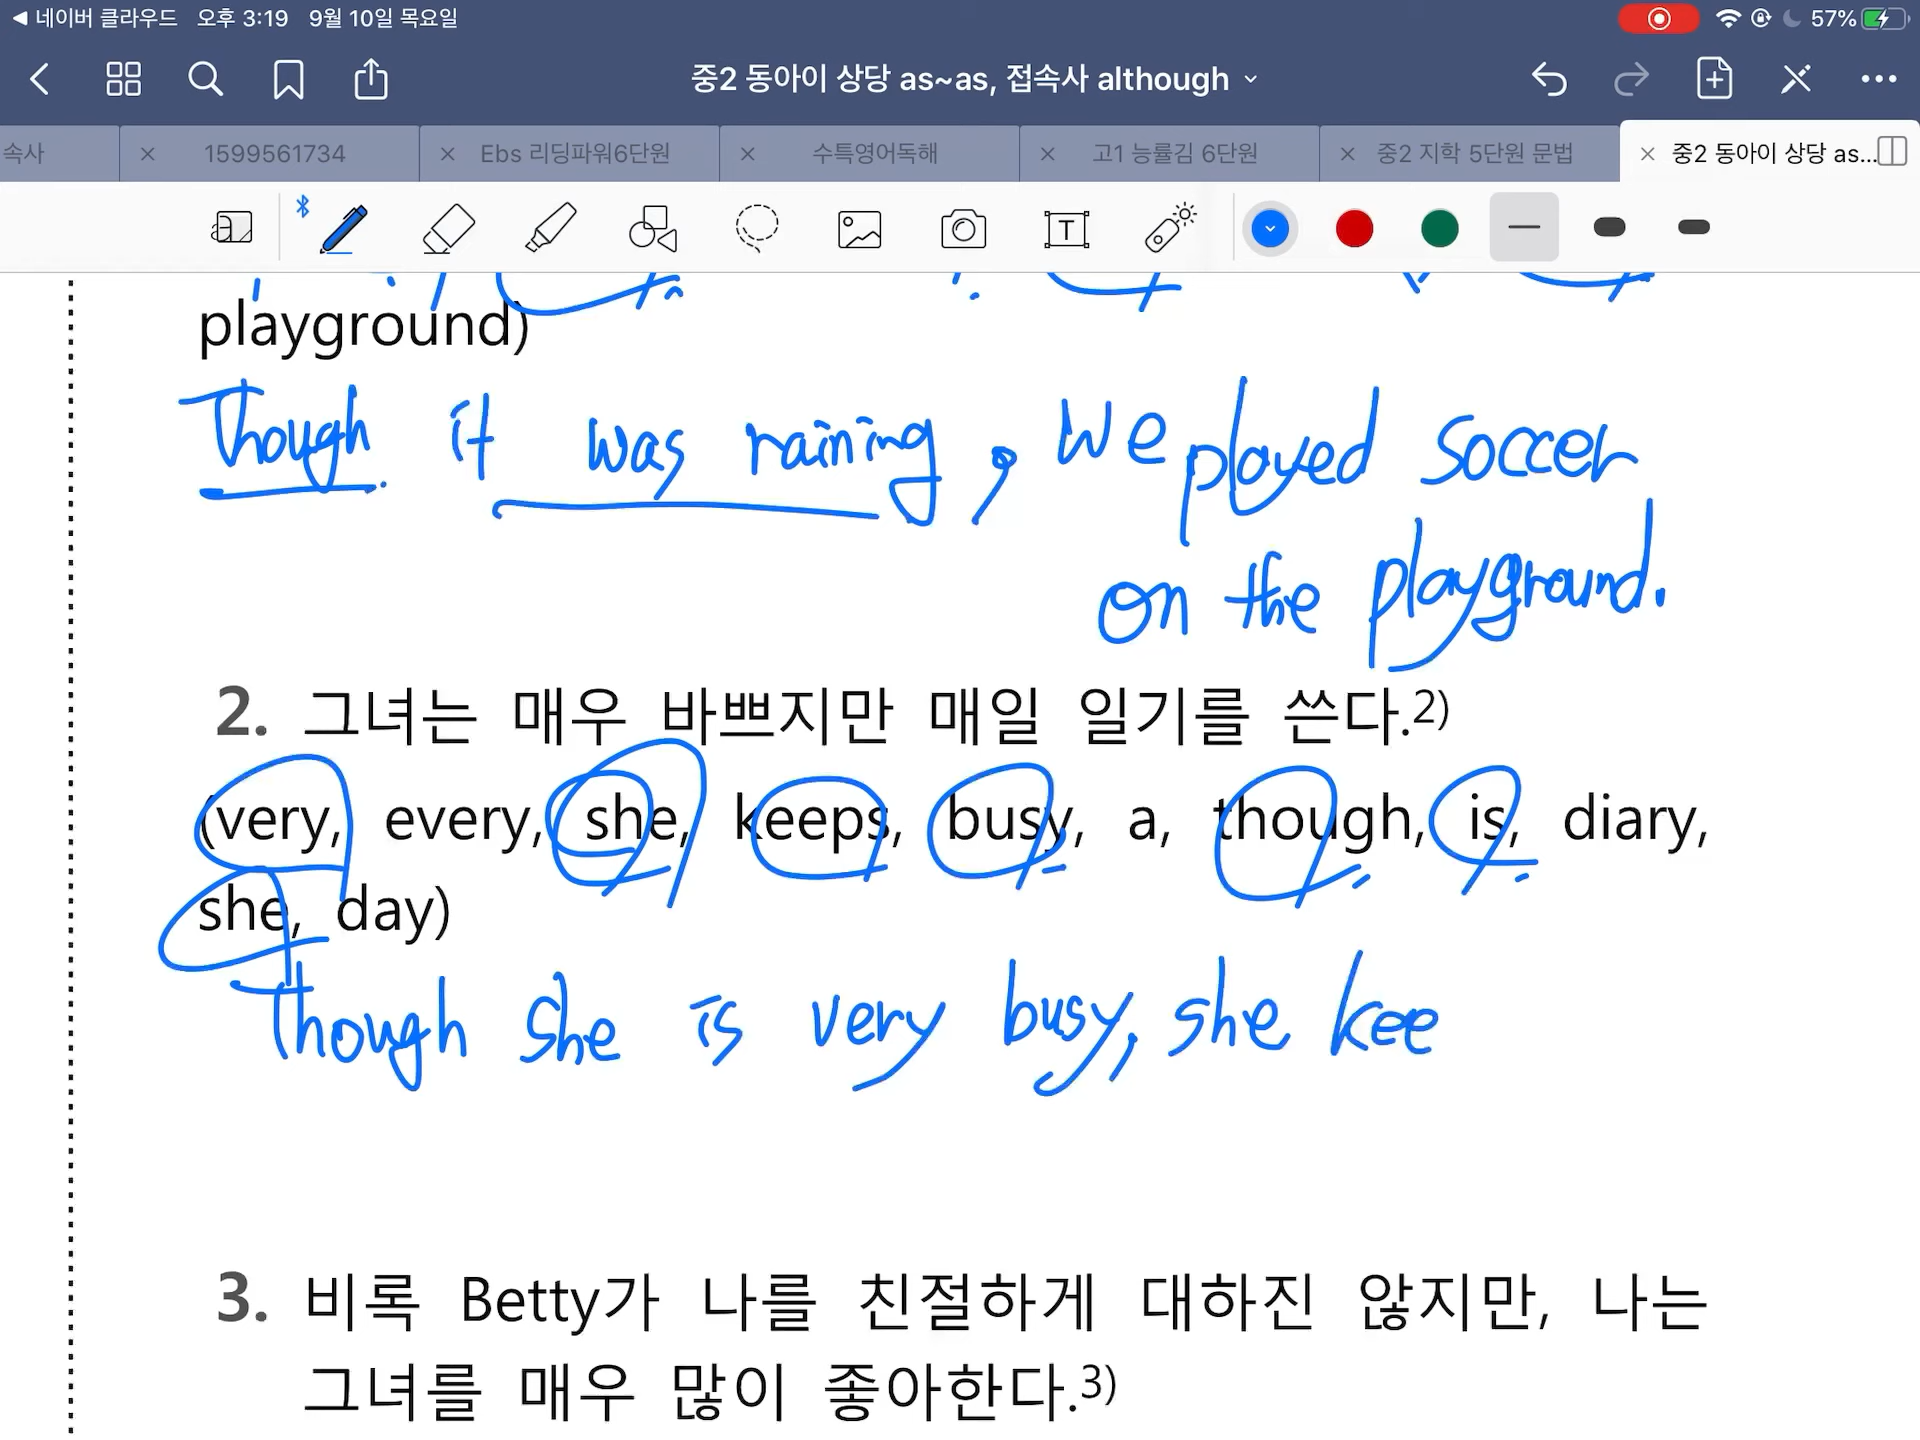 ◀ 네이버 클라우드 오후 3:19 9월 10일 목요일 57%
중2 동아이 상당 as~as, 접속사 although
속사 × 1599561734 × Ebs 리딩파워6단원 × 수특영어독해 × 고1 능률김 6단원 × 중2 지학 5단원 문법 × 중2 동아이 상당 as...
T
playground)
Though it was raining, we played soccer
on the playground.
2. 그녀는 매우 바쁘지만 매일 일기를 쓴다.2)
(very, every, she, keeps, busy, a, though, is, diary,
she, day)
Though she is very busy, she kee
3. 비록 Betty가 나를 친절하게 대하진 않지만, 나는
그녀를 매우 많이 좋아한다.3)